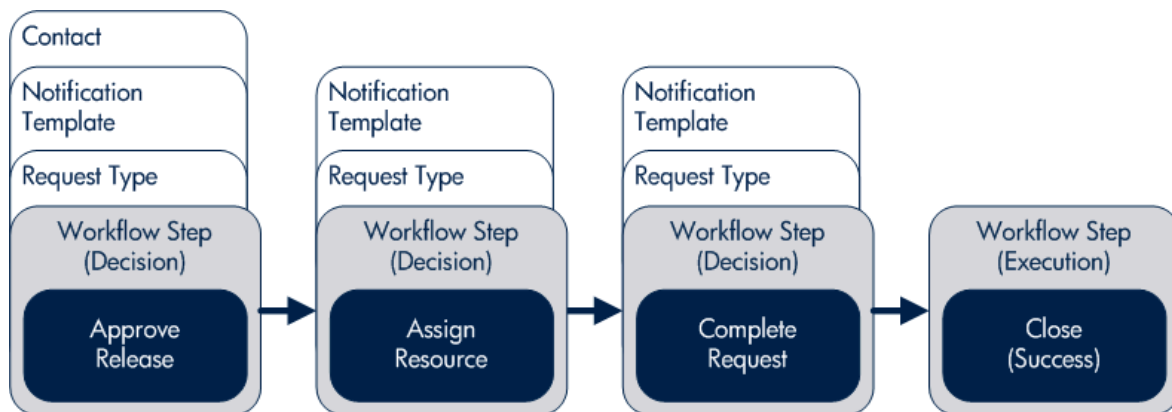 Contact
Notification
Template
Request Type
Workflow Step
(Decision)
Approve
Release
Notification
Template
Request Type
Workflow Step
(Decision)
Assign
Resource
Notification
Template
Request Type
Workflow Step
(Decision)
Complete
Request
Workflow Step
(Execution)
Close
(Success)